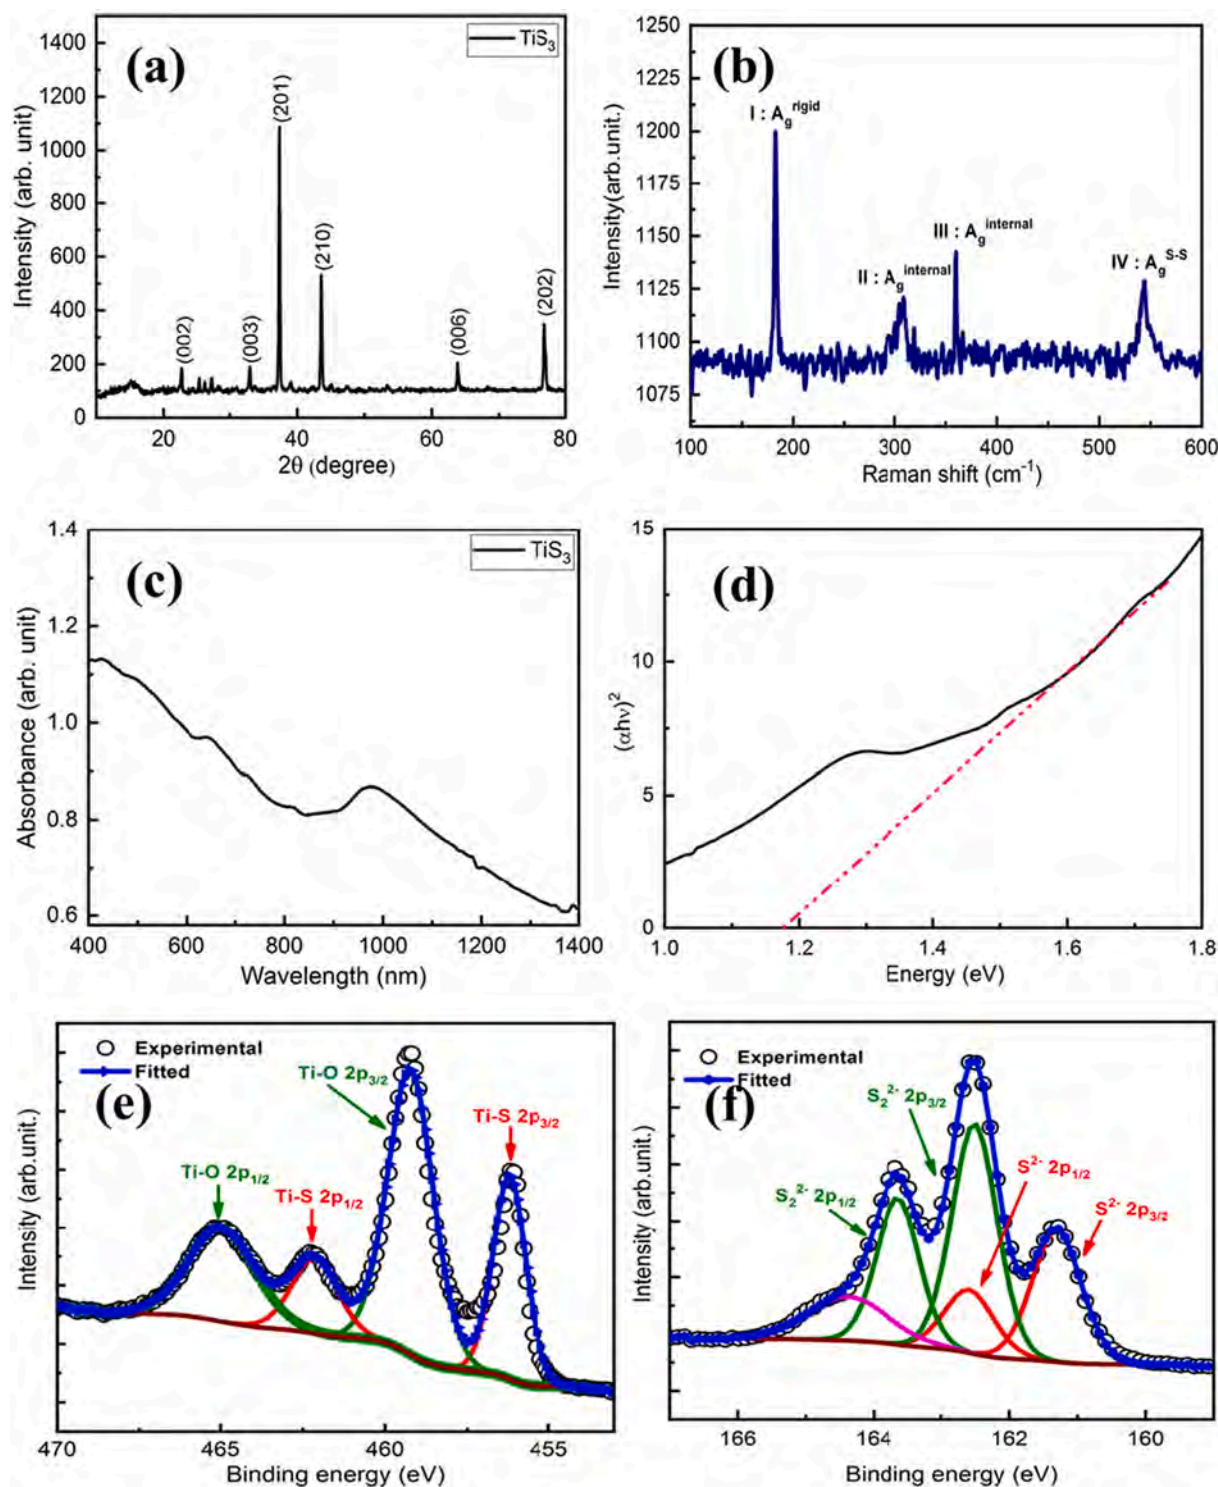 (a)
TiS₃
(201)
(210)
(202)
(002)
(003)
(006)
1400
1200
1000
800
600
400
200
0
20
40
60
80
Intensity (arb. unit)
2θ (degree)
(b)
I : A_g^rigid
II : A_g^internal
III : A_g^internal
IV : A_g^S-S
1250
1225
1200
1175
1150
1125
1100
1075
100
200
300
400
500
600
Intensity(arb.unit.)
Raman shift (cm⁻¹)
(c)
TiS₃
1.4
1.2
1.0
0.8
0.6
400
600
800
1000
1200
1400
Absorbance (arb. unit)
Wavelength (nm)
(d)
15
10
5
0
1.0
1.2
1.4
1.6
1.8
(αhν)²
Energy (eV)
Experimental
Fitted
(e)
Ti-O 2p₃/₂
Ti-S 2p₃/₂
Ti-O 2p₁/₂
Ti-S 2p₁/₂
470
465
460
455
Intensity (arb.unit.)
Binding energy (eV)
Experimental
Fitted
(f)
S₂²⁻ 2p₃/₂
S²⁻ 2p₁/₂
S₂²⁻ 2p₁/₂
S²⁻ 2p₃/₂
166
164
162
160
Intensity (arb.unit.)
Binding energy (eV)